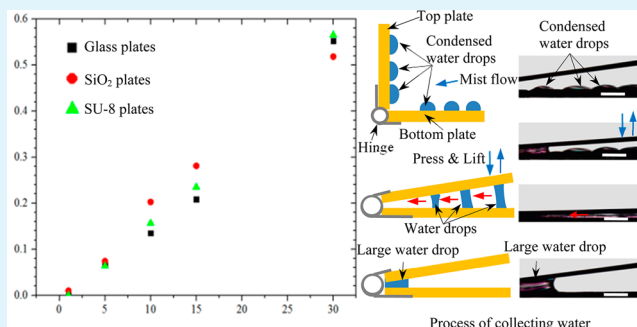 0.6
0.5
0.4
0.3
0.2
0.1
0.0
0
5
10
15
20
25
30
Glass plates
SiO₂ plates
SU-8 plates
Top plate
Condensed
water drops
Mist flow
Bottom plate
Hinge
Press & Lift
Water drops
Large water drop
Condensed
water drops
Large water drop
Process of collecting water